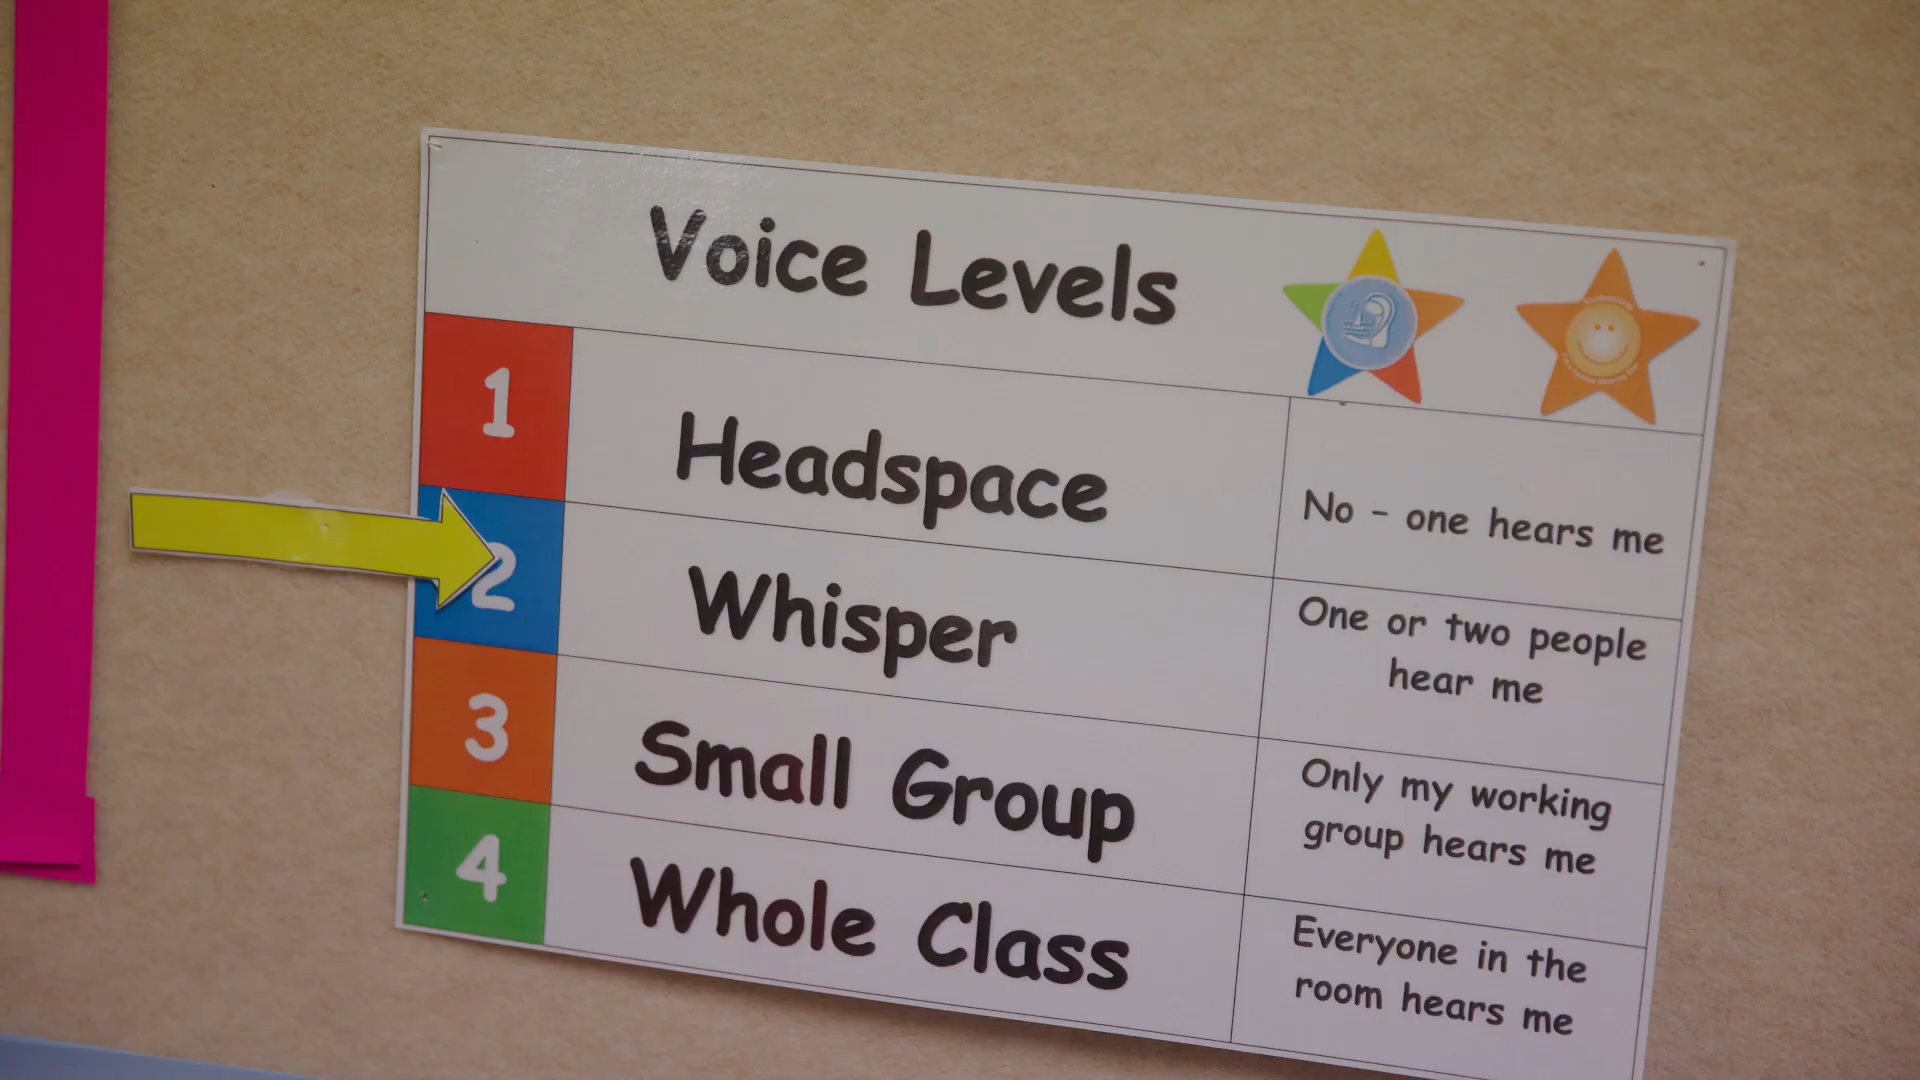 Voice Levels
1
Headspace
No - one hears me
2
Whisper
One or two people
hear me
3
Small Group
Only my working
group hears me
4
Whole Class
Everyone in the
room hears me